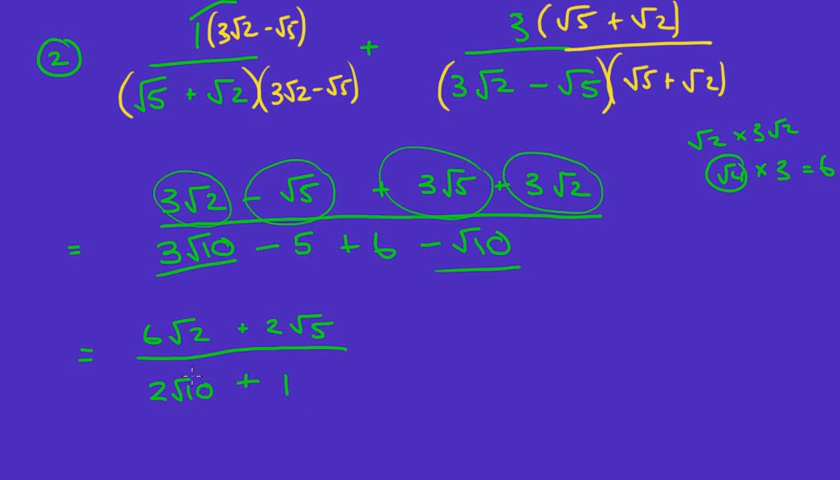 ② 1(3√2 - √5) + 3(√5 + √2)
(√5 + √2)(3√2 - √5) (3√2 - √5)(√5 + √2)
√2 × 3√2
√4 × 3 = 6
3√2 - √5 + 3√5 + 3√2
= 3√10 - 5 + 6 - √10
6√2 + 2√5
= 2√10 + 1